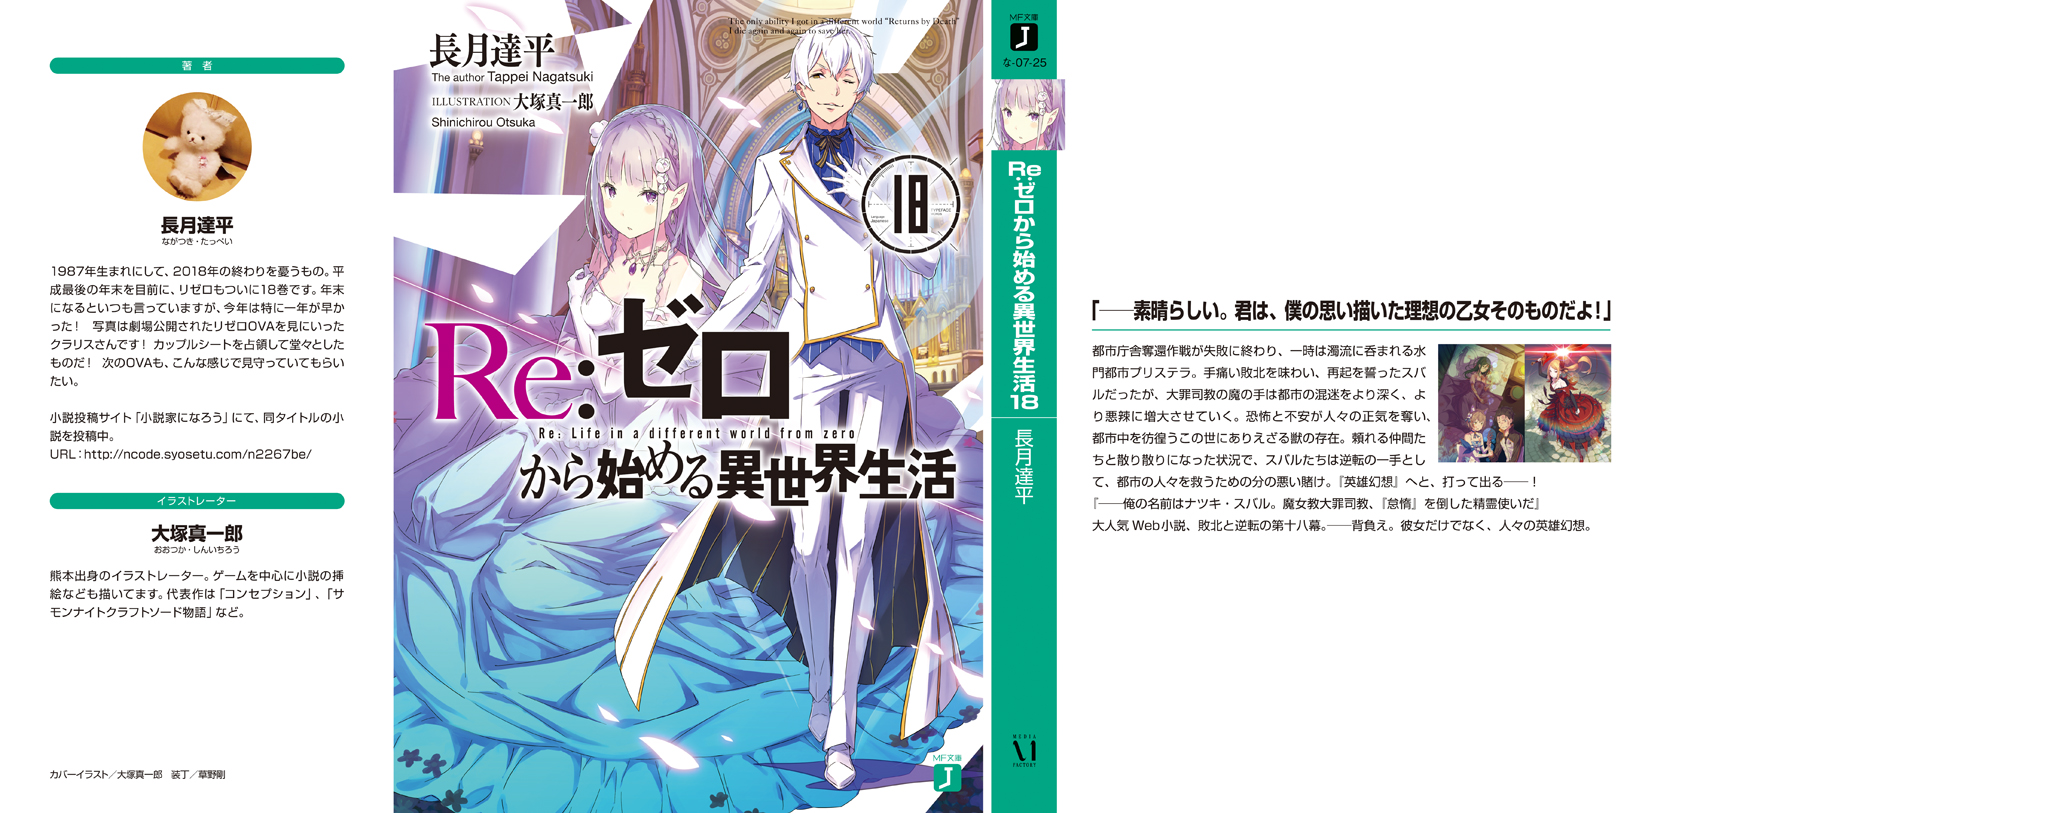 著 者
長月達平
ながつき・たっぺい
1987年生まれにして、2018年の終わりを憂うもの。平
成最後の年末を目前に、リゼロもついに18巻です。年末
になるといつも言っていますが、今年は特に一年が早か
った！　写真は劇場公開されたリゼロOVAを見にいった
クラリスさんです！ カップルシートを占領して堂々とした
ものだ！ 次のOVAも、こんな感じで見守っていてもらい
たい。
小説投稿サイト「小説家になろう」にて、同タイトルの小
説を投稿中。
URL：http://ncode.syosetu.com/n2267be/
イラストレーター
大塚真一郎
おおつか・しんいちろう
熊本出身のイラストレーター。ゲームを中心に小説の挿
絵なども描いてます。代表作は「コンセプション」、「サ
モンナイトクラフトソード物語」など。
カバーイラスト／大塚真一郎　装丁／草野剛
The only ability I got in a different world “Returns by Death”
I die again and again to save her.
長月達平
The author Tappei Nagatsuki
ILLUSTRATION 大塚真一郎
Shinichirou Otsuka
18
Re:ゼロ
Re: Life in a different world from zero
から始める異世界生活
MF文庫
J
MF文庫
J
な-07-25
Re:ゼロから始める異世界生活18
長月達平
MEDIA
FACTORY
「――素晴らしい。君は、僕の思い描いた理想の乙女そのものだよ！」
都市庁舎奪還作戦が失敗に終わり、一時は濁流に呑まれる水
門都市プリステラ。手痛い敗北を味わい、再起を誓ったスバ
ルだったが、大罪司教の魔の手は都市の混迷をより深く、よ
り悪辣に増大させていく。恐怖と不安が人々の正気を奪い、
都市中を彷徨うこの世にありえざる獣の存在。頼れる仲間た
ちと散り散りになった状況で、スバルたちは逆転の一手とし
て、都市の人々を救うための分の悪い賭け。『英雄幻想』へと、打って出る――！
『――俺の名前はナツキ・スバル。魔女教大罪司教、『怠惰』を倒した精霊使いだ』
大人気Web小説、敗北と逆転の第十八幕。――背負え。彼女だけでなく、人々の英雄幻想。